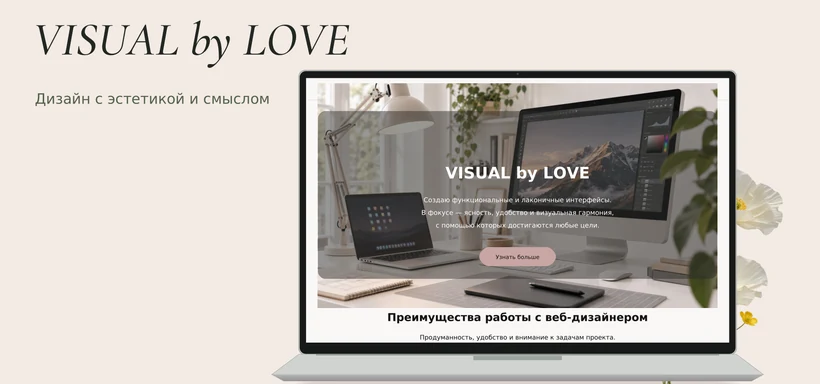 VISUAL by LOVE
Дизайн с эстетикой и смыслом
VISUAL by LOVE
Создаю функциональные и лаконичные интерфейсы.
В фокусе — ясность, удобство и визуальная гармония,
с помощью которых достигаются любые цели.
Узнать больше
Преимущества работы с веб-дизайнером
Продуманность, удобство и внимание к задачам проекта.